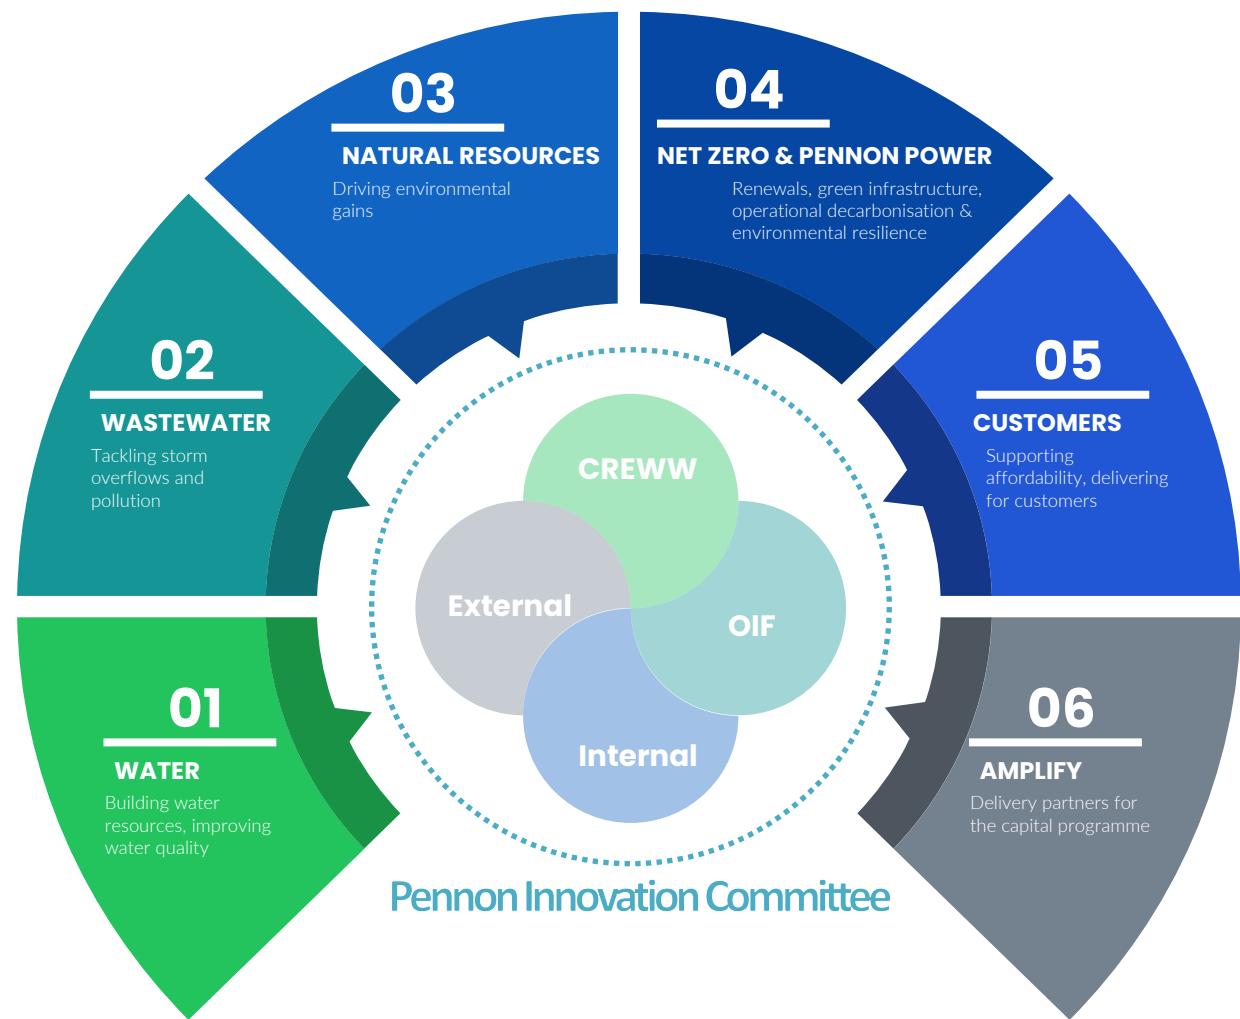 01
WATER
Building water
resources, improving
water quality
02
WASTEWATER
Tackling storm
overflows and
pollution
03
NATURAL RESOURCES
Driving environmental
gains
04
NET ZERO & PENNON POWER
Renewals, green infrastructure,
operational decarbonisation &
environmental resilience
05
CUSTOMERS
Supporting
affordability, delivering
for customers
06
AMPLIFY
Delivery partners for
the capital programme
CREWW
External
OIF
Internal
Pennon Innovation Committee